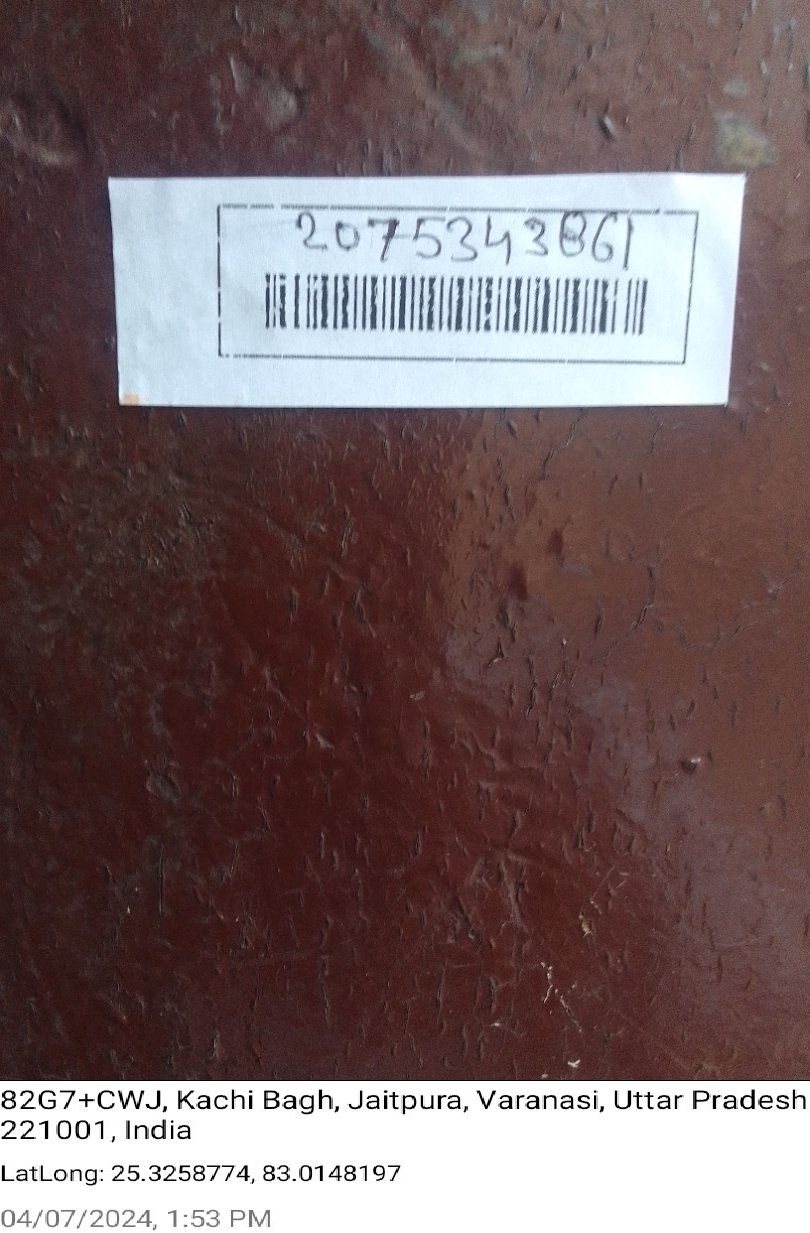 2075343861
82G7+CWJ, Kachi Bagh, Jaitpura, Varanasi, Uttar Pradesh
221001, India
LatLong: 25.3258774, 83.0148197
04/07/2024, 1:53 PM